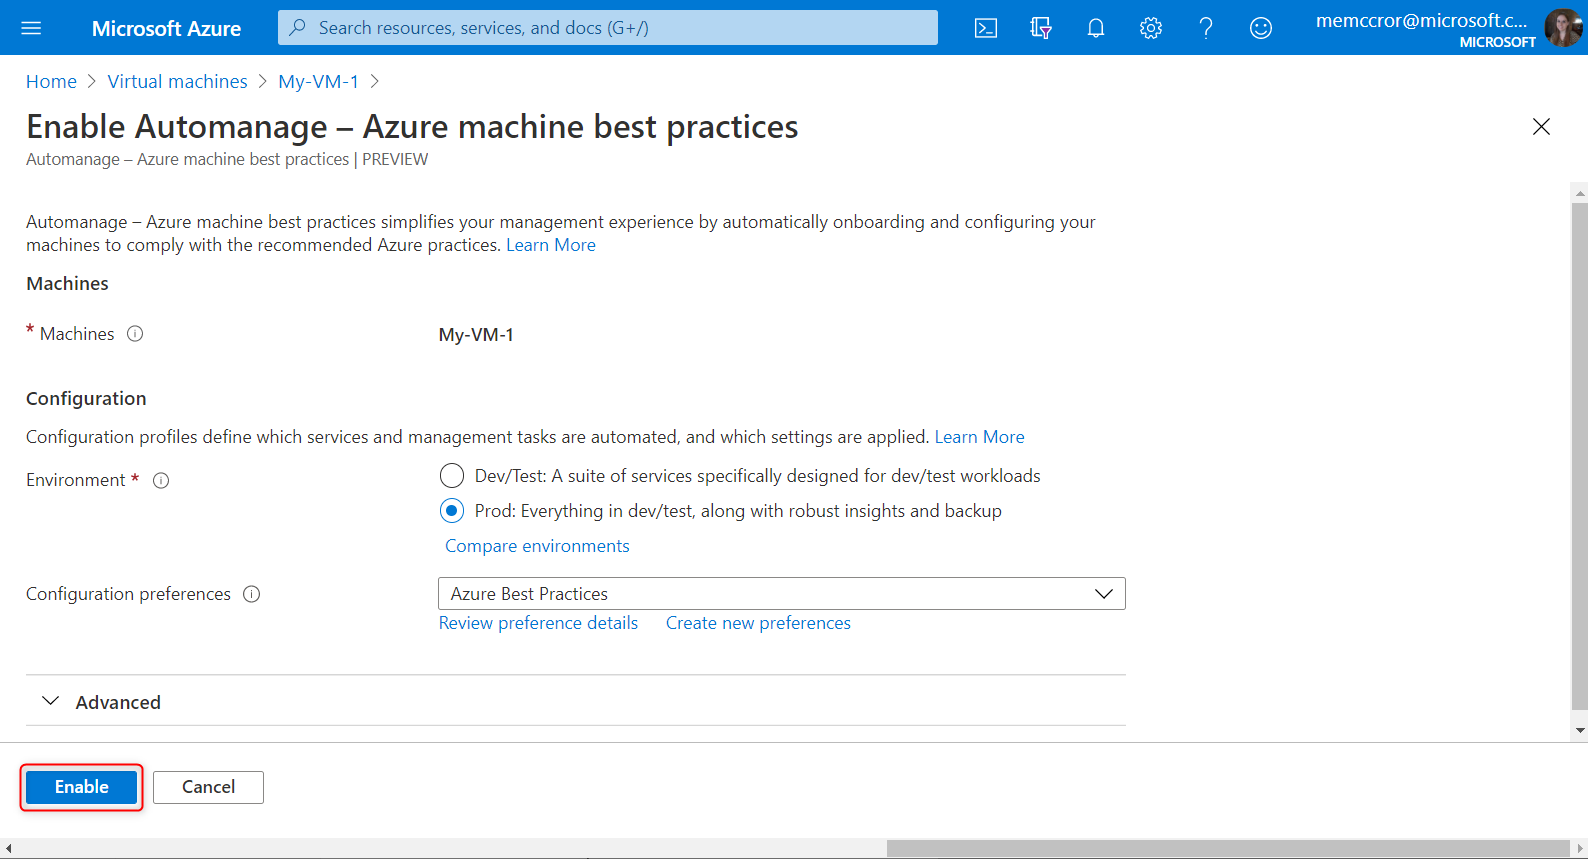 Microsoft Azure
Search resources, services, and docs (G+/)
memccror@microsoft.c...
MICROSOFT
Home > Virtual machines > My-VM-1 >
Enable Automanage – Azure machine best practices
Automanage – Azure machine best practices | PREVIEW
Automanage – Azure machine best practices simplifies your management experience by automatically onboarding and configuring your
machines to comply with the recommended Azure practices. Learn More
Machines
* Machines
My-VM-1
Configuration
Configuration profiles define which services and management tasks are automated, and which settings are applied. Learn More
Environment *
Dev/Test: A suite of services specifically designed for dev/test workloads
Prod: Everything in dev/test, along with robust insights and backup
Compare environments
Configuration preferences
Azure Best Practices
Review preference details Create new preferences
Advanced
Enable Cancel